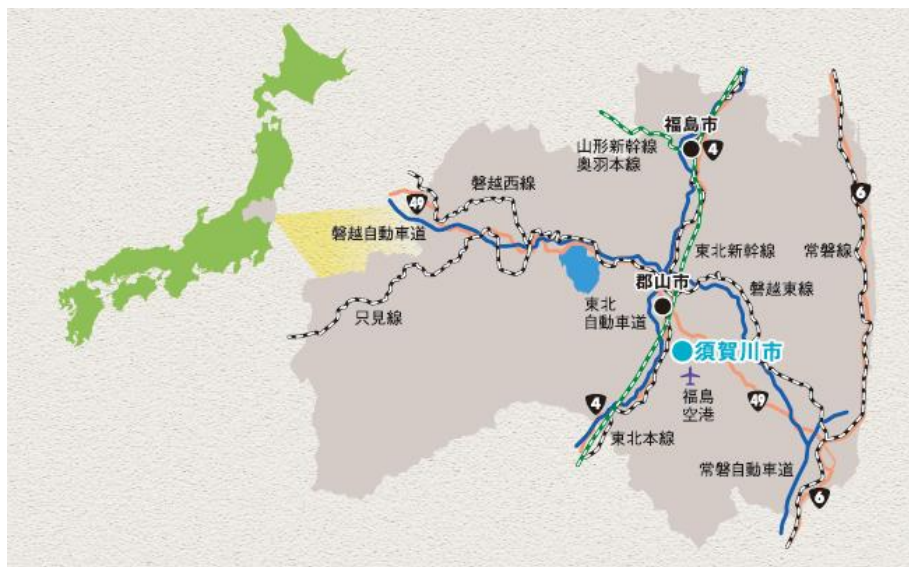 福島市
4
山形新幹線
奥羽本線
磐越西線
49
6
磐越自動車道
東北新幹線
常磐線
郡山市
磐越東線
東北
自動車道
只見線
須賀川市
福島
空港
4
49
東北本線
常磐自動車道
6